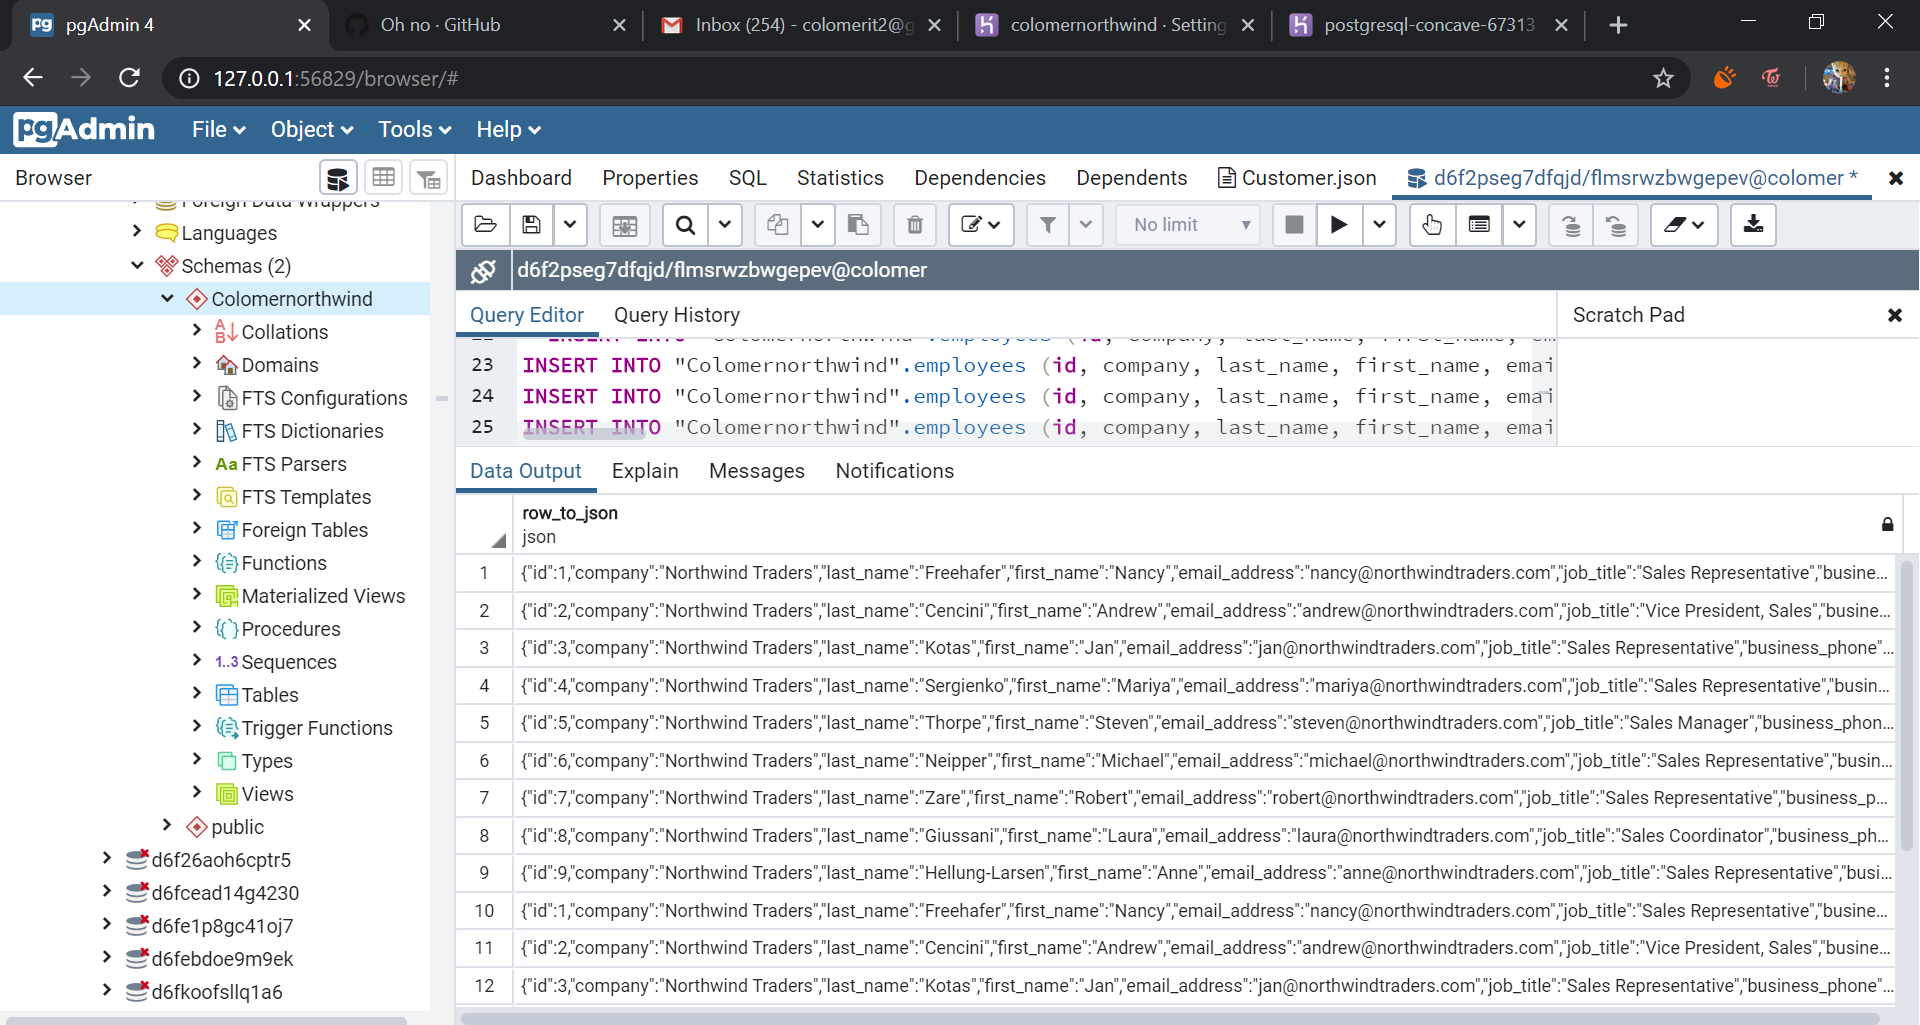 pgAdmin 4
Oh no · GitHub
Inbox (254) - colomerit2@g
colomernorthwind · Setting
postgresql-concave-67313
127.0.0.1:56829/browser/#
pgAdmin File Object Tools Help
Browser
Dashboard Properties SQL Statistics Dependencies Dependents Customer.json d6f2pseg7dfqjd/flmsrwzbwgepev@colomer *
Foreign Data Wrappers
Languages
Schemas (2)
Colomernorthwind
Collations
Domains
FTS Configurations
FTS Dictionaries
FTS Parsers
FTS Templates
Foreign Tables
Functions
Materialized Views
Procedures
1..3 Sequences
Tables
Trigger Functions
Types
Views
public
d6f26aoh6cptr5
d6fcead14g4230
d6fe1p8gc41oj7
d6febdoe9m9ek
d6fkoofsllq1a6
No limit
d6f2pseg7dfqjd/flmsrwzbwgepev@colomer
Query Editor Query History
Scratch Pad
22 INSERT INTO "Colomernorthwind".employees (id, company, last_name, first_name, em
23 INSERT INTO "Colomernorthwind".employees (id, company, last_name, first_name, emai
24 INSERT INTO "Colomernorthwind".employees (id, company, last_name, first_name, emai
25 INSERT INTO "Colomernorthwind".employees (id, company, last_name, first_name, emai
Data Output Explain Messages Notifications
row_to_json
json
1 {"id":1,"company":"Northwind Traders","last_name":"Freehafer","first_name":"Nancy","email_address":"nancy@northwindtraders.com","job_title":"Sales Representative","busine...
2 {"id":2,"company":"Northwind Traders","last_name":"Cencini","first_name":"Andrew","email_address":"andrew@northwindtraders.com","job_title":"Vice President, Sales","busine...
3 {"id":3,"company":"Northwind Traders","last_name":"Kotas","first_name":"Jan","email_address":"jan@northwindtraders.com","job_title":"Sales Representative","business_phone"...
4 {"id":4,"company":"Northwind Traders","last_name":"Sergienko","first_name":"Mariya","email_address":"mariya@northwindtraders.com","job_title":"Sales Representative","busin...
5 {"id":5,"company":"Northwind Traders","last_name":"Thorpe","first_name":"Steven","email_address":"steven@northwindtraders.com","job_title":"Sales Manager","business_phon...
6 {"id":6,"company":"Northwind Traders","last_name":"Neipper","first_name":"Michael","email_address":"michael@northwindtraders.com","job_title":"Sales Representative","busin...
7 {"id":7,"company":"Northwind Traders","last_name":"Zare","first_name":"Robert","email_address":"robert@northwindtraders.com","job_title":"Sales Representative","business_p...
8 {"id":8,"company":"Northwind Traders","last_name":"Giussani","first_name":"Laura","email_address":"laura@northwindtraders.com","job_title":"Sales Coordinator","business_ph...
9 {"id":9,"company":"Northwind Traders","last_name":"Hellung-Larsen","first_name":"Anne","email_address":"anne@northwindtraders.com","job_title":"Sales Representative","busi...
10 {"id":1,"company":"Northwind Traders","last_name":"Freehafer","first_name":"Nancy","email_address":"nancy@northwindtraders.com","job_title":"Sales Representative","busine...
11 {"id":2,"company":"Northwind Traders","last_name":"Cencini","first_name":"Andrew","email_address":"andrew@northwindtraders.com","job_title":"Vice President, Sales","busine...
12 {"id":3,"company":"Northwind Traders","last_name":"Kotas","first_name":"Jan","email_address":"jan@northwindtraders.com","job_title":"Sales Representative","business_phone"...